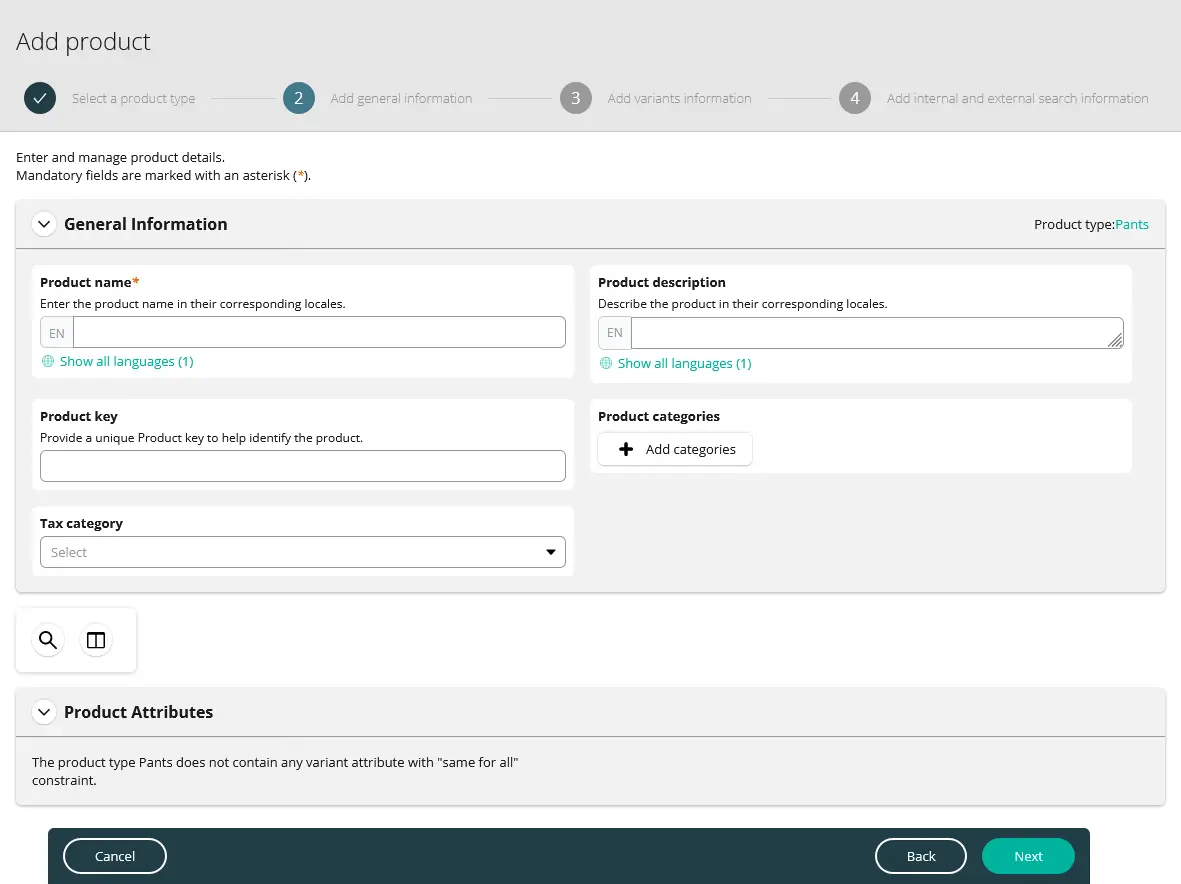 Add product
Select a product type
2
Add general information
3
Add variants information
4
Add internal and external search information
Enter and manage product details.
Mandatory fields are marked with an asterisk (*).
General Information
Product type:Pants
Product name*
Enter the product name in their corresponding locales.
EN
Show all languages (1)
Product description
Describe the product in their corresponding locales.
EN
Show all languages (1)
Product key
Provide a unique Product key to help identify the product.
Product categories
Add categories
Tax category
Select
Product Attributes
The product type Pants does not contain any variant attribute with "same for all"
constraint.
Cancel
Back
Next